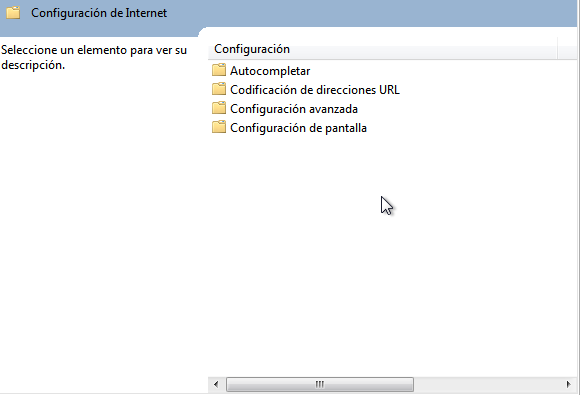 Configuración de Internet
Seleccione un elemento para ver su
descripción.
Configuración
Autocompletar
Codificación de direcciones URL
Configuración avanzada
Configuración de pantalla